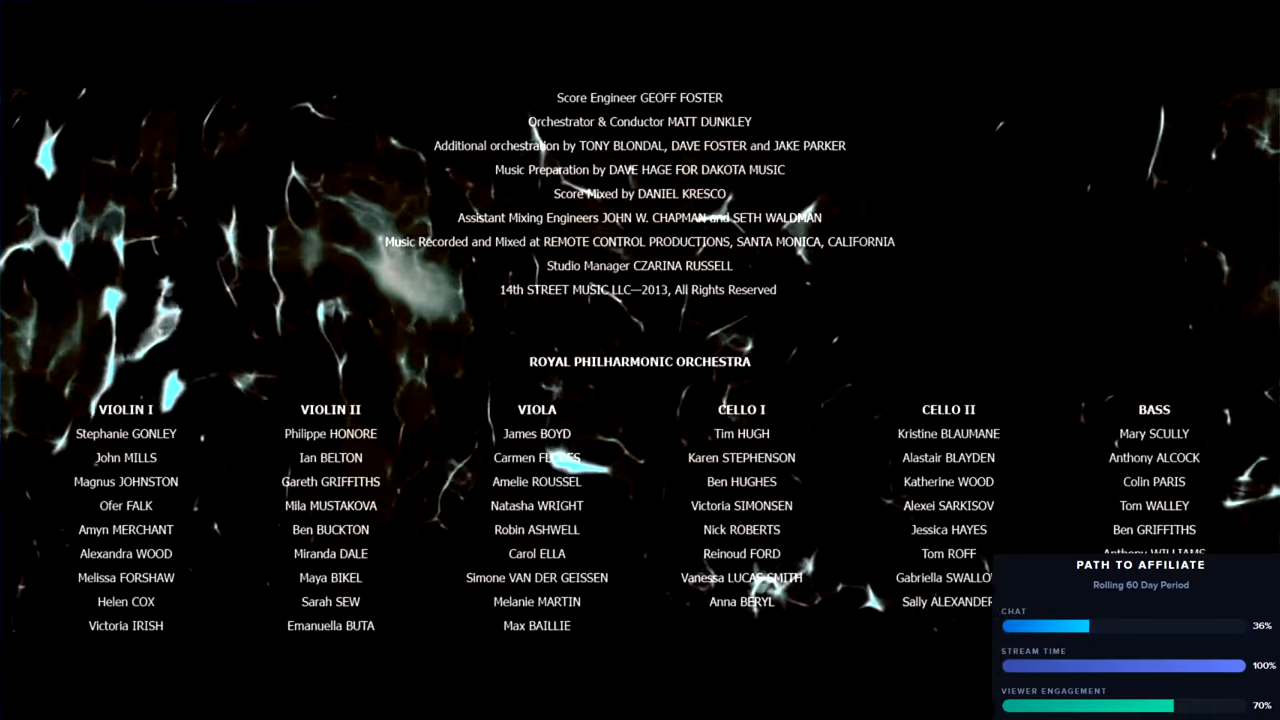 Score Engineer GEOFF FOSTER
Orchestrator & Conductor MATT DUNKLEY
Additional orchestration by TONY BLONDAL, DAVE FOSTER and JAKE PARKER
Music Preparation by DAVE HAGE FOR DAKOTA MUSIC
Score Mixed by DANIEL KRESCO
Assistant Mixing Engineers JOHN W. CHAPMAN and SETH WALDMAN
Music Recorded and Mixed at REMOTE CONTROL PRODUCTIONS, SANTA MONICA, CALIFORNIA
Studio Manager CZARINA RUSSELL
14th STREET MUSIC LLC—2013, All Rights Reserved
ROYAL PHILHARMONIC ORCHESTRA
VIOLIN I VIOLIN II VIOLA CELLO I CELLO II BASS
Stephanie GONLEY Philippe HONORE James BOYD Tim HUGH Kristine BLAUMANE Mary SCULLY
John MILLS Ian BELTON Carmen Karen STEPHENSON Alastair BLAYDEN Anthony ALCOCK
Magnus JOHNSTON Gareth GRIFFITHS Amelie ROUSSEL Ben HUGHES Katherine WOOD Colin PARIS
Ofer FALK Mila MUSTAKOVA Natasha WRIGHT Victoria SIMONSEN Alexei SARKISOV Tom WALLEY
Amyn MERCHANT Ben BUCKTON Robin ASHWELL Nick ROBERTS Jessica HAYES Ben GRIFFITHS
Alexandra WOOD Miranda DALE Carol ELLA Reinoud FORD Tom ROFF Anthony WILLIAMS
Melissa FORSHAW Maya BIKEL Simone VAN DER GEISSEN Vanessa LUCAS-SMITH Gabriella SWALLO
Helen COX Sarah SEW Melanie MARTIN Anna BERYL Sally ALEXANDER
Victoria IRISH Emanuella BUTA Max BAILLIE
PATH TO AFFILIATE
Rolling 60 Day Period
CHAT
36%
STREAM TIME
100%
VIEWER ENGAGEMENT
70%